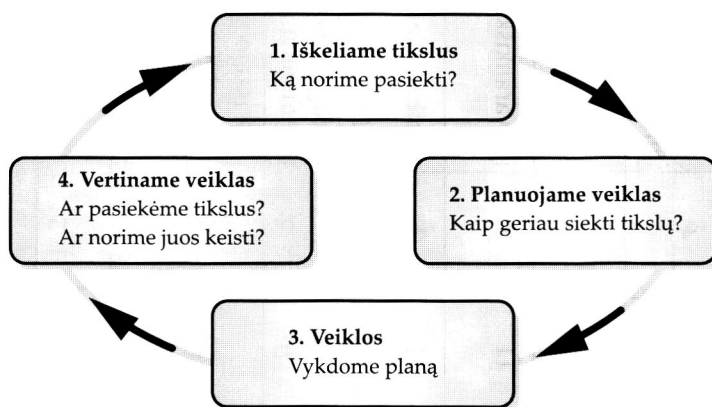 1. Iškeliame tikslus
Ką norime pasiekti?
2. Planuojame veiklas
Kaip geriau siekti tikslų?
3. Veiklos
Vykdome planą
4. Vertiname veiklas
Ar pasiekėme tikslus?
Ar norime juos keisti?